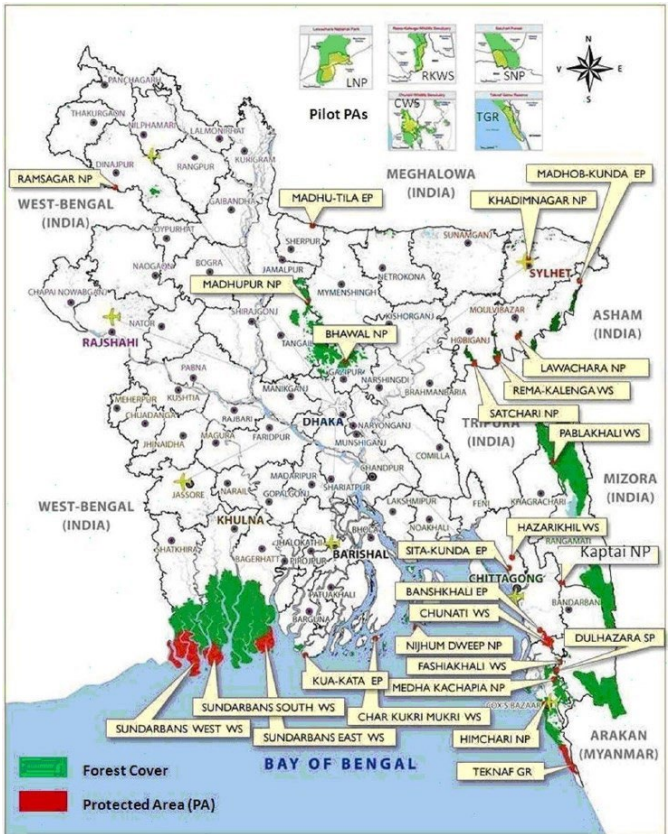 LNP
RKWS
SNP
Pilot PAs
CWS
TGR
N
V
E
S
PANCHAGARH
THAKURGAON
NILPHAMARI
LALMONIRHAT
DINAJPUR
RANGPUR
KURIGRAM
RAMSAGAR NP
WEST-BENGAL
(INDIA)
GAIBANDHA
MADHU-TILA EP
MEGHALOWA
(INDIA)
MADHOB-KUNDA EP
KHADIMNAGAR NP
JOYPURHAT
SHERPUR
SUNAMGANJ
SYLHET
NAOGAON
BOGRA
JAMALPUR
NETROKONA
MADHUPUR NP
MYMENSHINGH
CHAPAI NOWABGANJ
KISHORGANJ
MOULVIBAZAR
ASHAM
(INDIA)
NATOR
SHIRAJGONJ
RAJSHAHI
TANGAIL
BHAWAL NP
HOBIGANJ
LAWACHARA NP
GAZIPUR
PABNA
NARSHINGDI
REMA-KALENGA WS
MEHERPUR
KUSHTIA
MANIKGANJ
BRAHMANBARIA
SATCHARI NP
CHUADANGA
RAJBARI
DHAKA
NARYONGANJ
TRIPURA
(INDIA)
PABLAKHALI WS
JHINAIDHA
MAGURA
FARIDPUR
MUNSHIGANJ
COMILLA
CHANDPUR
MIZORA
(INDIA)
MADARIPUR
SHARIATPUR
JASSORE
NARAIL
GOPALGUNJ
LAKSHMIPUR
FENI
KHAGRACHARI
WEST-BENGAL
(INDIA)
KHULNA
NOAKHALI
HAZARIKHIL WS
BHOLA
RANGAMATI
SHATKHIRA
JHALOKATHI
BARISHAL
SITA-KUNDA EP
Kaptai NP
BAGERHATT
PIROJPUR
CHITTAGONG
PATUAKHALI
BANSHKHALI EP
BANDARBAN
BARGUNA
CHUNATI WS
DULHAZARA SP
NIJHUM DWEEP NP
FASHIAKHALI WS
KUA-KATA EP
MEDHA KACHAPIA NP
SUNDARBANS SOUTH WS
COX'S BAZAAR
CHAR KUKRI MUKRI WS
SUNDARBANS WEST WS
SUNDARBANS EAST WS
HIMCHARI NP
ARAKAN
(MYANMAR)
BAY OF BENGAL
TEKNAF GR
Forest Cover
Protected Area (PA)